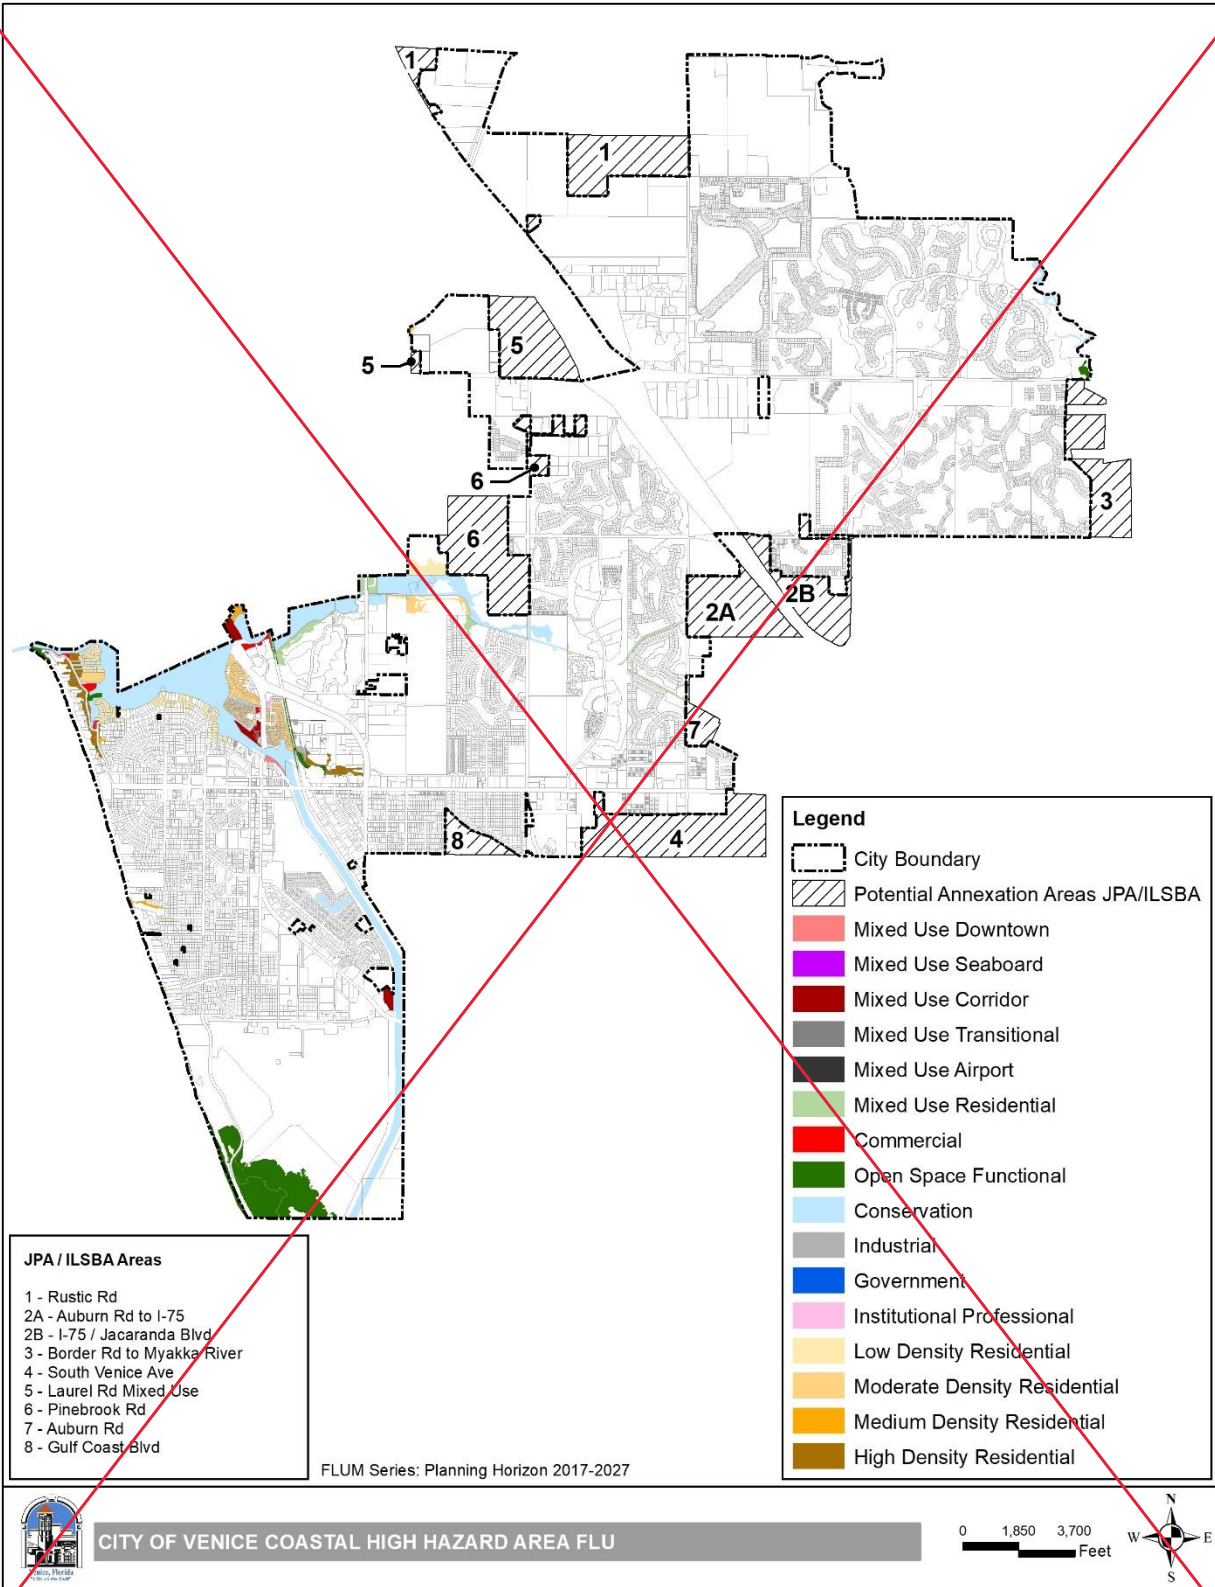 1
1
5
5
6
6
3
2B
2A
7
8
4
Legend
City Boundary
Potential Annexation Areas JPA/ILSBA
Mixed Use Downtown
Mixed Use Seaboard
Mixed Use Corridor
Mixed Use Transitional
Mixed Use Airport
Mixed Use Residential
Commercial
Open Space Functional
Conservation
Industrial
Government
Institutional Professional
Low Density Residential
Moderate Density Residential
Medium Density Residential
High Density Residential
JPA / ILSBA Areas
1 - Rustic Rd
2A - Auburn Rd to I-75
2B - I-75 / Jacaranda Blvd
3 - Border Rd to Myakka River
4 - South Venice Ave
5 - Laurel Rd Mixed Use
6 - Pinebrook Rd
7 - Auburn Rd
8 - Gulf Coast Blvd
FLUM Series: Planning Horizon 2017-2027
Venice, Florida
CITY OF VENICE COASTAL HIGH HAZARD AREA FLU
0 1,850 3,700
Feet
N
W E
S